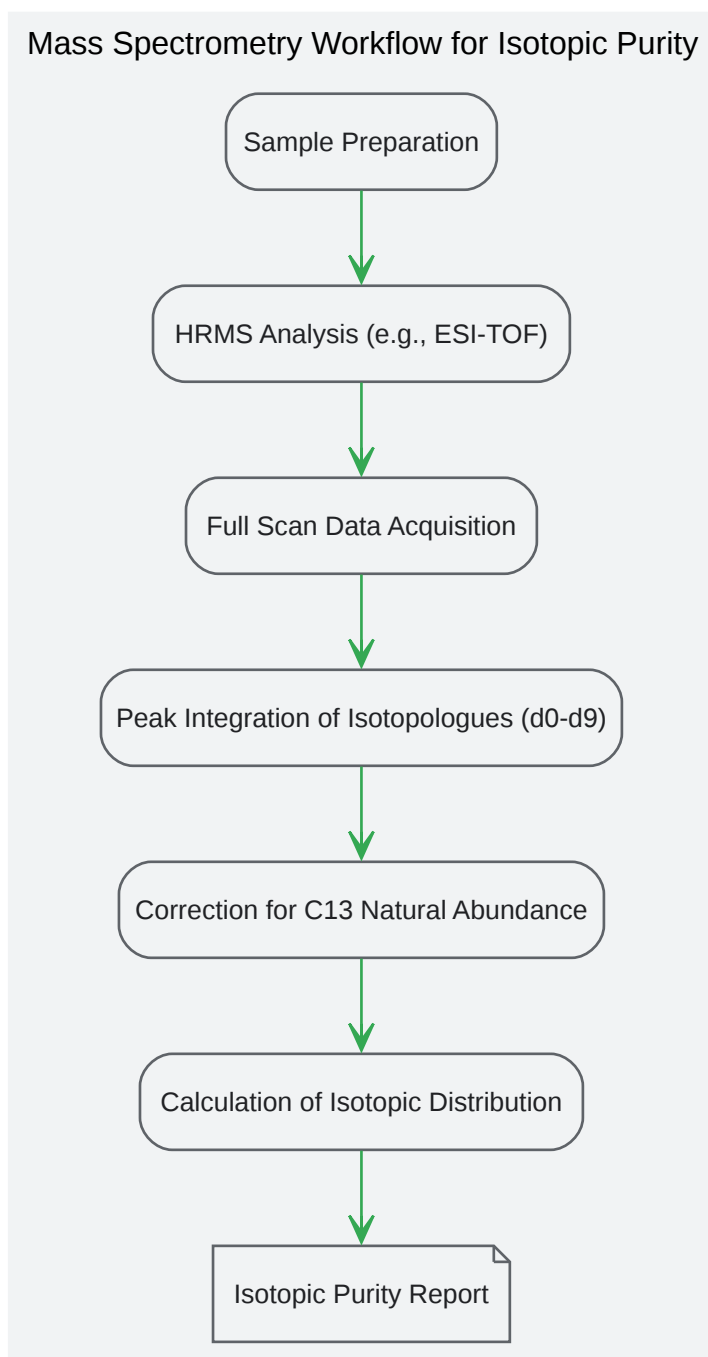 Mass Spectrometry Workflow for Isotopic Purity
Sample Preparation
HRMS Analysis (e.g., ESI-TOF)
Full Scan Data Acquisition
Peak Integration of Isotopologues (d0-d9)
Correction for C13 Natural Abundance
Calculation of Isotopic Distribution
Isotopic Purity Report